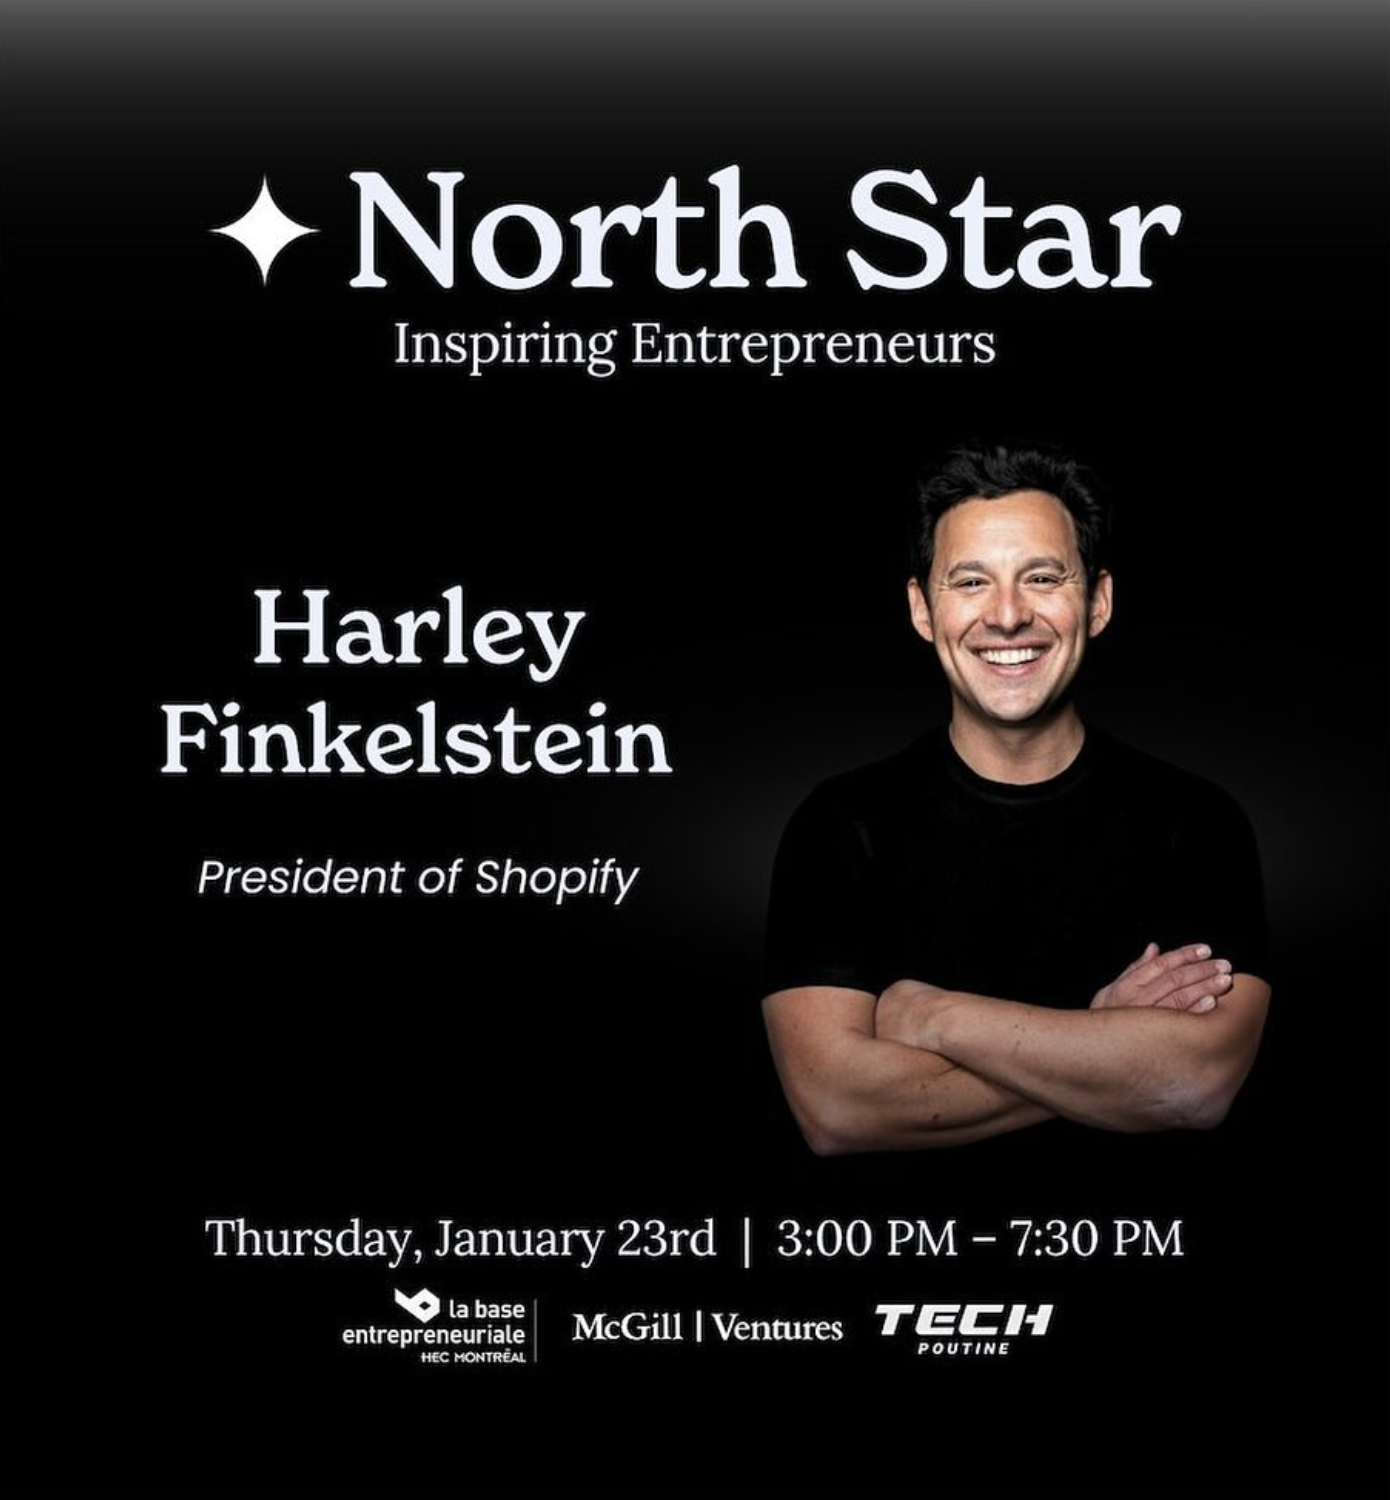 North Star
Inspiring Entrepreneurs
Harley
Finkelstein
President of Shopify
Thursday, January 23rd | 3:00 PM – 7:30 PM
la base
entrepreneuriale
HEC MONTRÉAL
McGill | Ventures
TECH
POUTINE